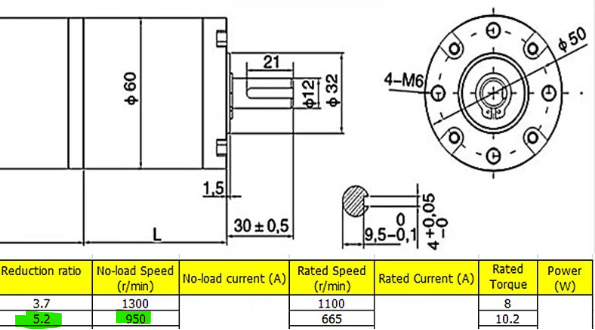 21
ϕ50
4-M6
ϕ60
ϕ12
ϕ32
1,5
30±0,5
L
0
9,5-0,1
+0,05
4-0
Reduction ratio No-load Speed (r/min) No-load current (A) Rated Speed (r/min) Rated Current (A) Rated Torque Power (W)
3.7 1300 1100 8
5.2 950 665 10.2